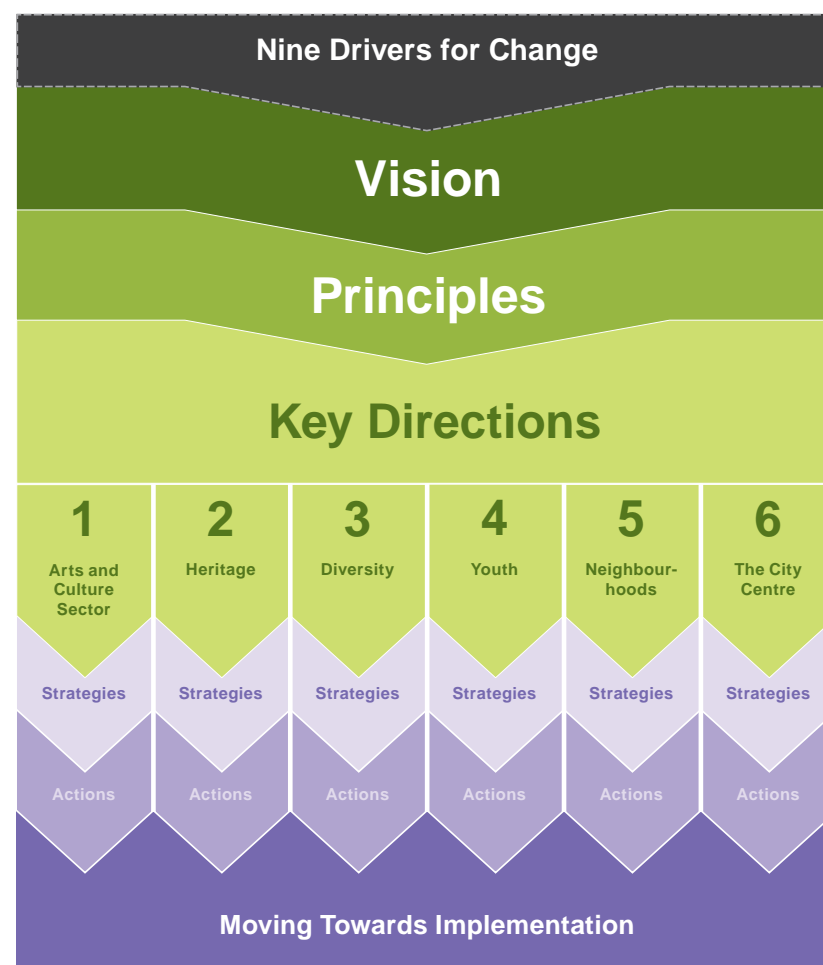 Nine Drivers for Change
Vision
Principles
Key Directions
1
Arts and
Culture
Sector
2
Heritage
3
Diversity
4
Youth
5
Neighbour-
hoods
6
The City
Centre
Strategies
Strategies
Strategies
Strategies
Strategies
Strategies
Actions
Actions
Actions
Actions
Actions
Actions
Moving Towards Implementation